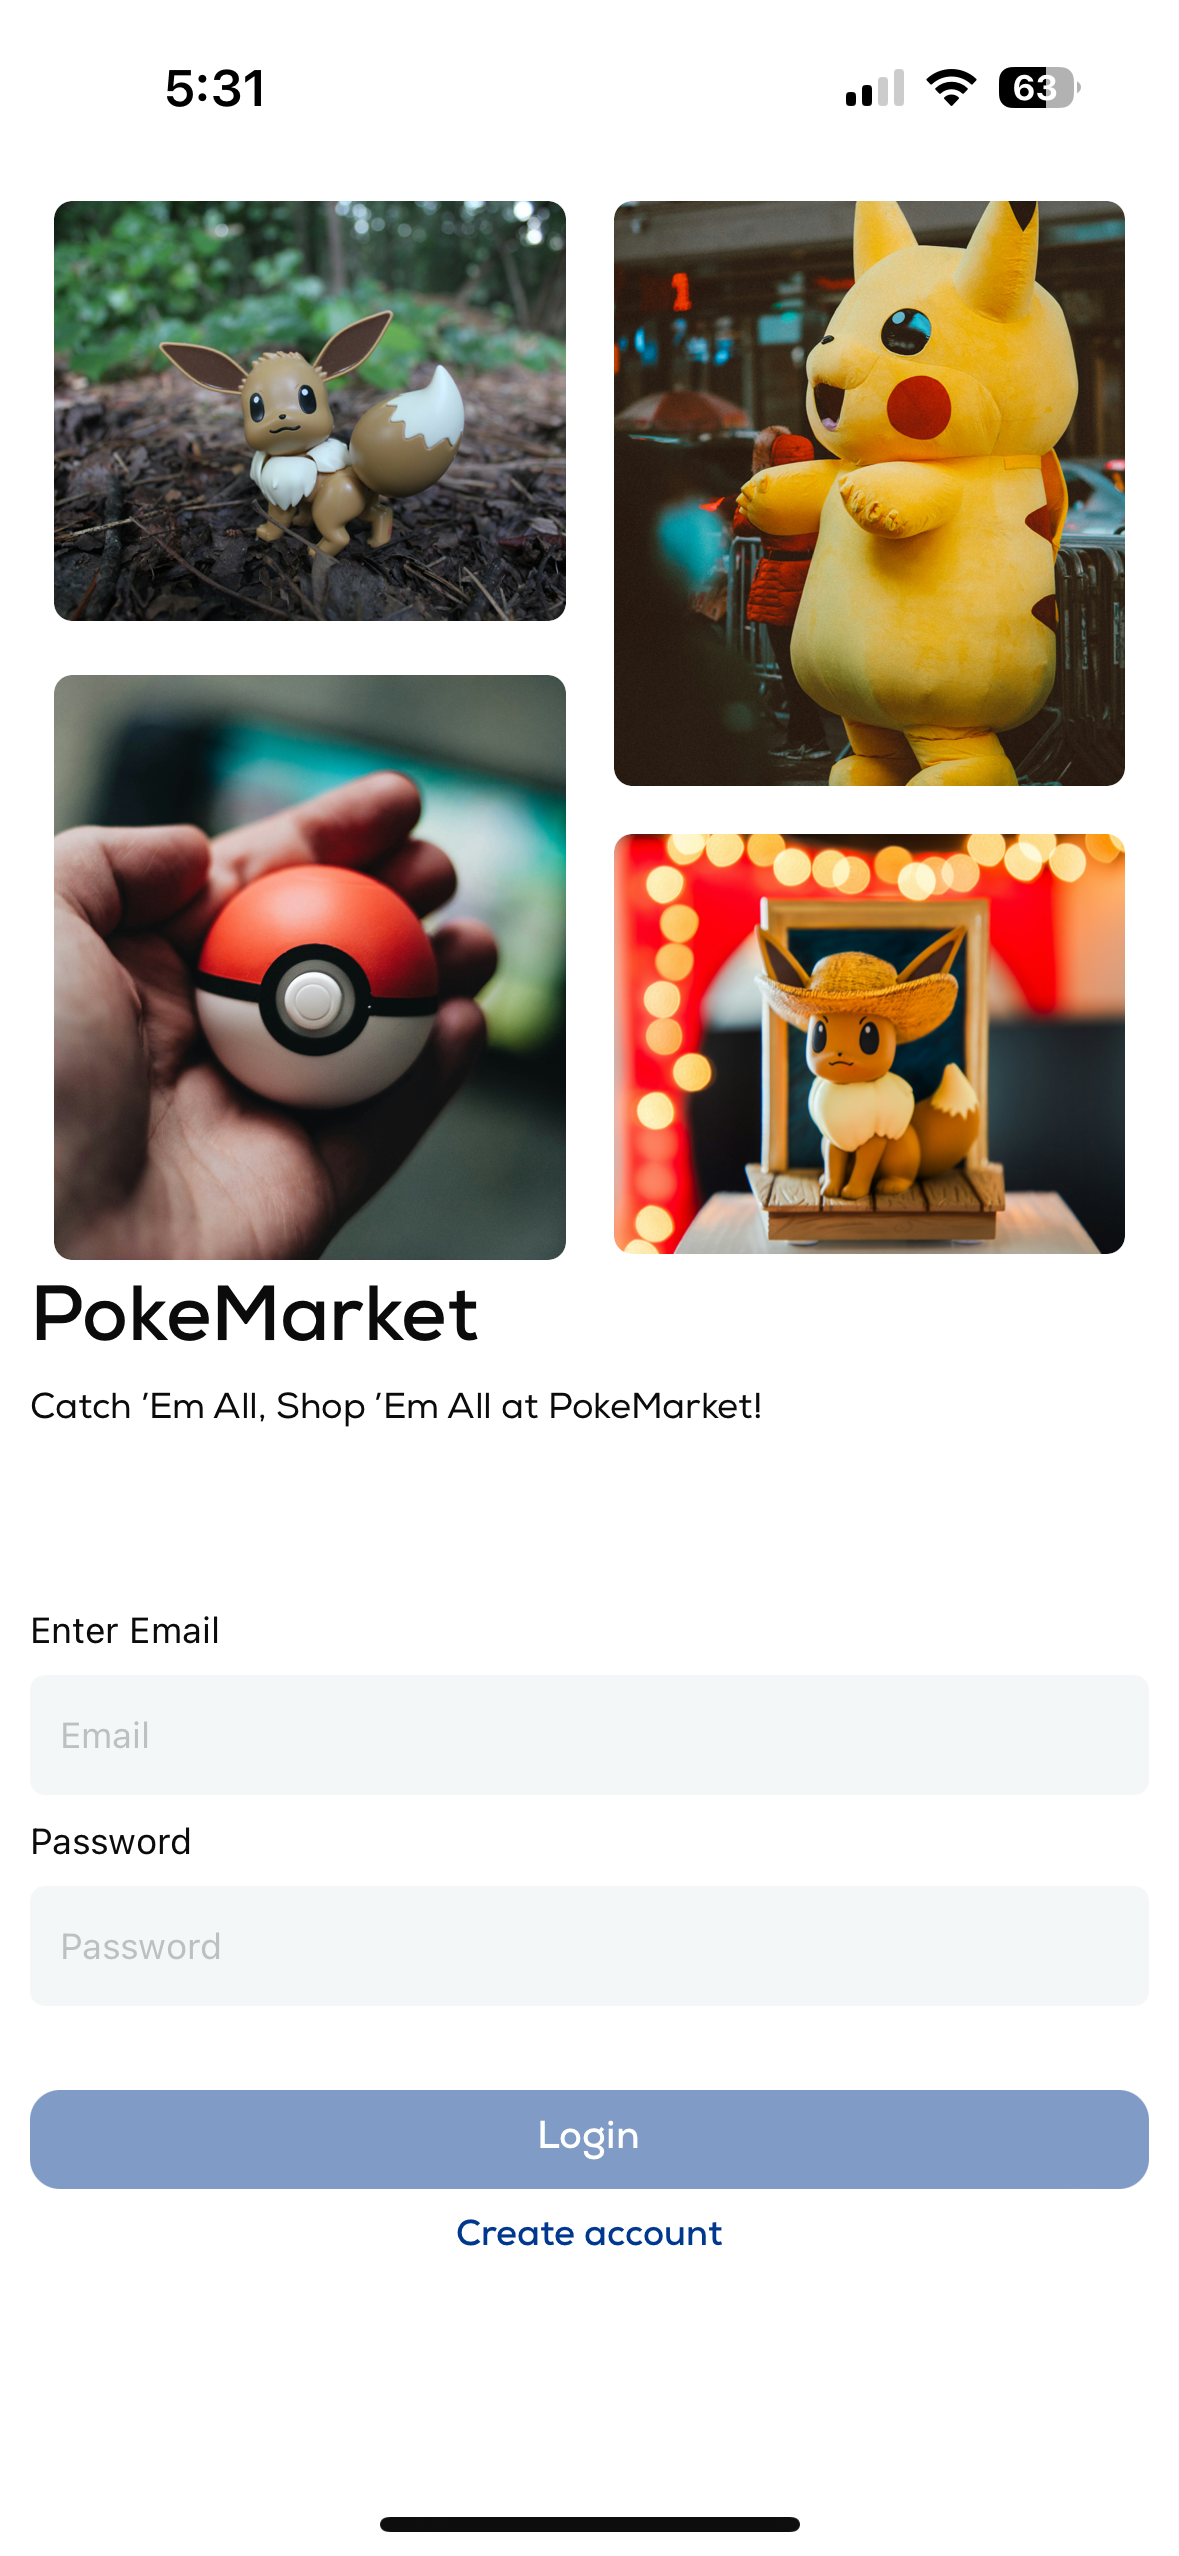 5:31
63
PokeMarket
Catch ’Em All, Shop ’Em All at PokeMarket!
Enter Email
Email
Password
Password
Login
Create account